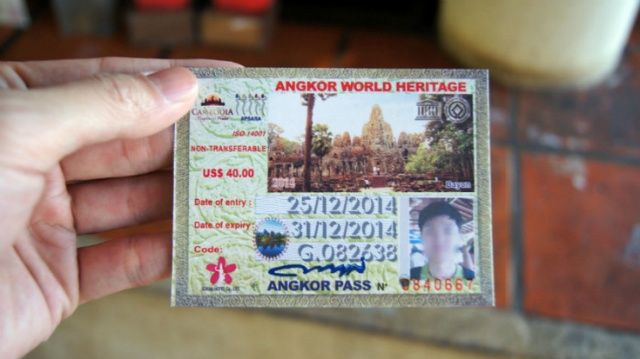 ANGKOR WORLD HERITAGE
CAMBODIA
APSARA
ISO 14001
NON-TRANSFERABLE
US$ 40.00
2014
Bayon
Date of entry : 25/12/2014
Date of expiry : 31/12/2014
Code: G.082638
ANGKOR PASS N° 0840667